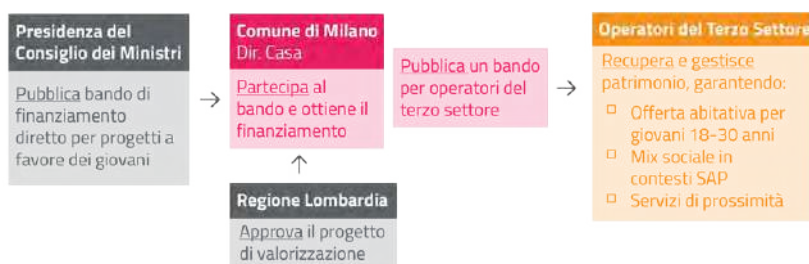 Presidenza del
Consiglio dei Ministri
Pubblica bando di
finanziamento
diretto per progetti a
favore dei giovani
→
Comune di Milano
Dir. Casa
Partecipa al
bando e ottiene il
finanziamento
↑
Regione Lombardia
Approva il progetto
di valorizzazione
Pubblica un bando
per operatori del
terzo settore
→
Operatori del Terzo Settore
Recupera e gestisce
patrimonio, garantendo:
Offerta abitativa per
giovani 18-30 anni
Mix sociale in
contesti SAP
Servizi di prossimità